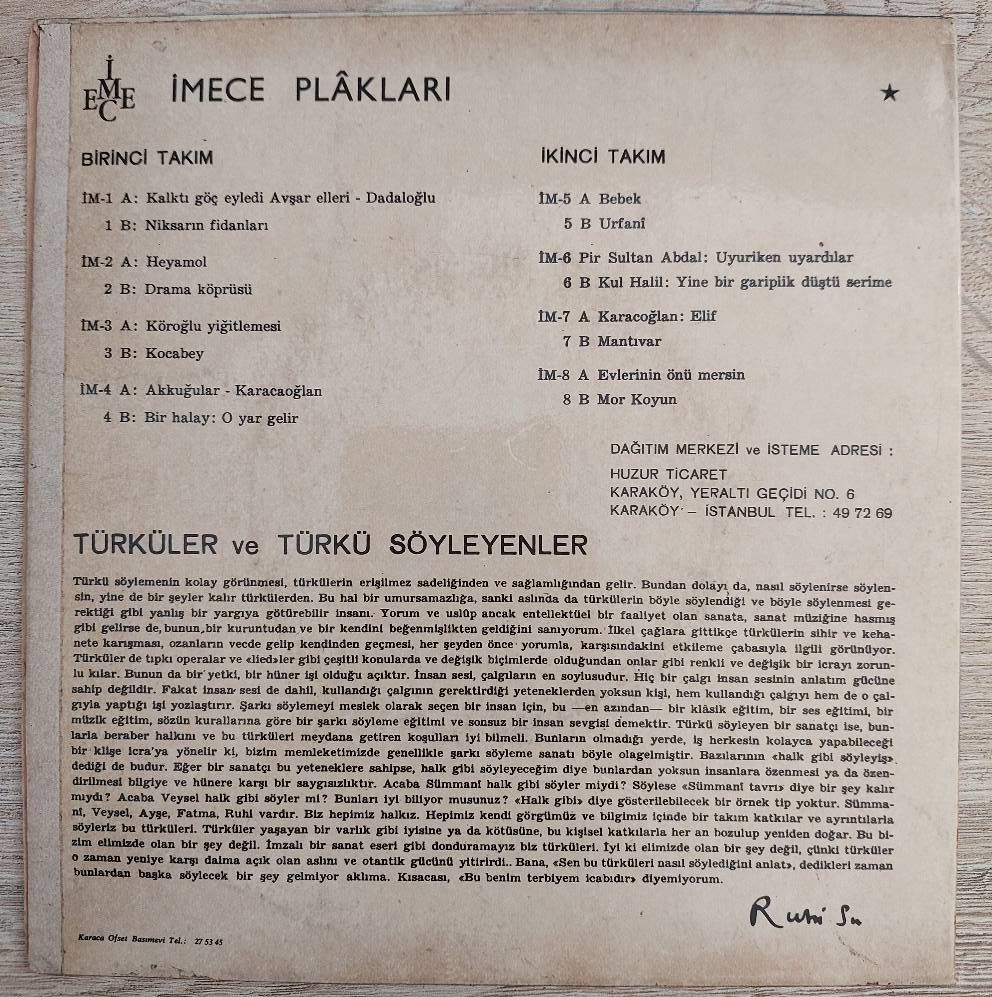 İMECE
İMECE PLÂKLARI
★
BİRİNCİ TAKIM
İM-1 A: Kalktı göç eyledi Avşar elleri - Dadaloğlu
1 B: Niksarın fidanları
İM-2 A: Heyamol
2 B: Drama köprüsü
İM-3 A: Köroğlu yiğitlemesi
3 B: Kocabey
İM-4 A: Akkuğular - Karacaoğlan
4 B: Bir halay: O yar gelir
İKİNCİ TAKIM
İM-5 A Bebek
5 B Urfanî
İM-6 Pir Sultan Abdal: Uyuriken uyardılar
6 B Kul Halil: Yine bir gariplik düştü serime
İM-7 A Karacoğlan: Elif
7 B Mantıvar
İM-8 A Evlerinin önü mersin
8 B Mor Koyun
DAĞITIM MERKEZİ ve İSTEME ADRESİ :
HUZUR TİCARET
KARAKÖY, YERALTI GEÇİDİ NO. 6
KARAKÖY – İSTANBUL TEL. : 49 72 69
TÜRKÜLER ve TÜRKÜ SÖYLEYENLER
Türkü söylemenin kolay görünmesi, türkülerin erişilmez sadeliğinden ve sağlamlığından gelir. Bundan dolayı da, nasıl söylenirse söylen-
sin, yine de bir şeyler kalır türkülerden. Bu hal bir umursamazlığa, sanki aslında da türkülerin böyle söylendiği ve böyle söylenmesi ge-
rektiği gibi yanlış bir yargıya götürebilir insanı. Yorum ve uslûp ancak entellektüel bir faaliyet olan sanata, sanat müziğine hasmış
gibi gelirse de, bunun bir kuruntudan ve bir kendini beğenmişlikten geldiğini sanıyorum. İlkel çağlara gittikçe türkülerin sihir ve keha-
nete karışması, ozanların vecde gelip kendinden geçmesi, her şeyden önce yorumla, karşısındakini etkileme çabasıyla ilgili görünüyor.
Türküler de tıpkı operalar ve «lied»ler gibi çeşitli konularda ve değişik biçimlerde olduğundan onlar gibi renkli ve değişik bir icrayı zorun-
lu kılar. Bunun da bir yetki, bir hüner işi olduğu açıktır. İnsan sesi, çalgıların en soylusudur. Hiç bir çalgı insan sesinin anlatım gücüne
sahip değildir. Fakat insan sesi de dahil, kullandığı çalgının gerektirdiği yeteneklerden yoksun kişi, hem kullandığı çalgıyı hem de o çal-
gıyla yaptığı işi yozlaştırır. Şarkı söylemeyi meslek olarak seçen bir insan için, bu —en azından— bir klâsik eğitim, bir ses eğitimi, bir
müzik eğitim, sözün kurallarına göre bir şarkı söyleme eğitimi ve sonsuz bir insan sevgisi demektir. Türkü söyleyen bir sanatçı ise, bun-
larla beraber halkını ve bu türküleri meydana getiren koşulları iyi bilmeli. Bunların olmadığı yerde, iş herkesin kolayca yapabileceği
bir klişe icra'ya yönelir ki, bizim memleketimizde genellikle şarkı söyleme sanatı böyle olagelmiştir. Bazılarının «halk gibi söyleyiş»
dediği de budur. Eğer bir sanatçı bu yeteneklere sahipse, halk gibi söyleyeceğim diye bunlardan yoksun insanlara özenmesi ya da özen-
dirilmesi bilgiye ve hünere karşı bir saygısızlıktır. Acaba Sümmanî halk gibi söyler miydi? Söylese «Sümmanî tavrı» diye bir şey kalır
mıydı? Acaba Veysel halk gibi söyler mi? Bunları iyi biliyor musunuz? «Halk gibi» diye gösterilebilecek bir örnek tip yoktur. Sümma-
nî, Veysel, Ayşe, Fatma, Ruhi vardır. Biz hepimiz halkız. Hepimiz kendi görgümüz ve bilgimiz içinde bir takım katkılar ve ayrıntılarla
söyleriz bu türküleri. Türküler yaşayan bir varlık gibi iyisine ya da kötüsüne, bu kişisel katkılarla her an bozulup yeniden doğar. Bu bi-
zim elimizde olan bir şey değil. İmzalı bir sanat eseri gibi donduramayız biz türküleri. İyi ki elimizde olan bir şey değil, çünki türküler
o zaman yeniye karşı daima açık olan aslını ve otantik gücünü yitirirdi.. Bana, «Sen bu türküleri nasıl söylediğini anlat», dedikleri zaman
bunlardan başka söylecek bir şey gelmiyor aklıma. Kısacası, «Bu benim terbiyem icabıdır» diyemiyorum.
Ruhi Su
Karaca Ofset Basımevi Tel.: 27 53 45